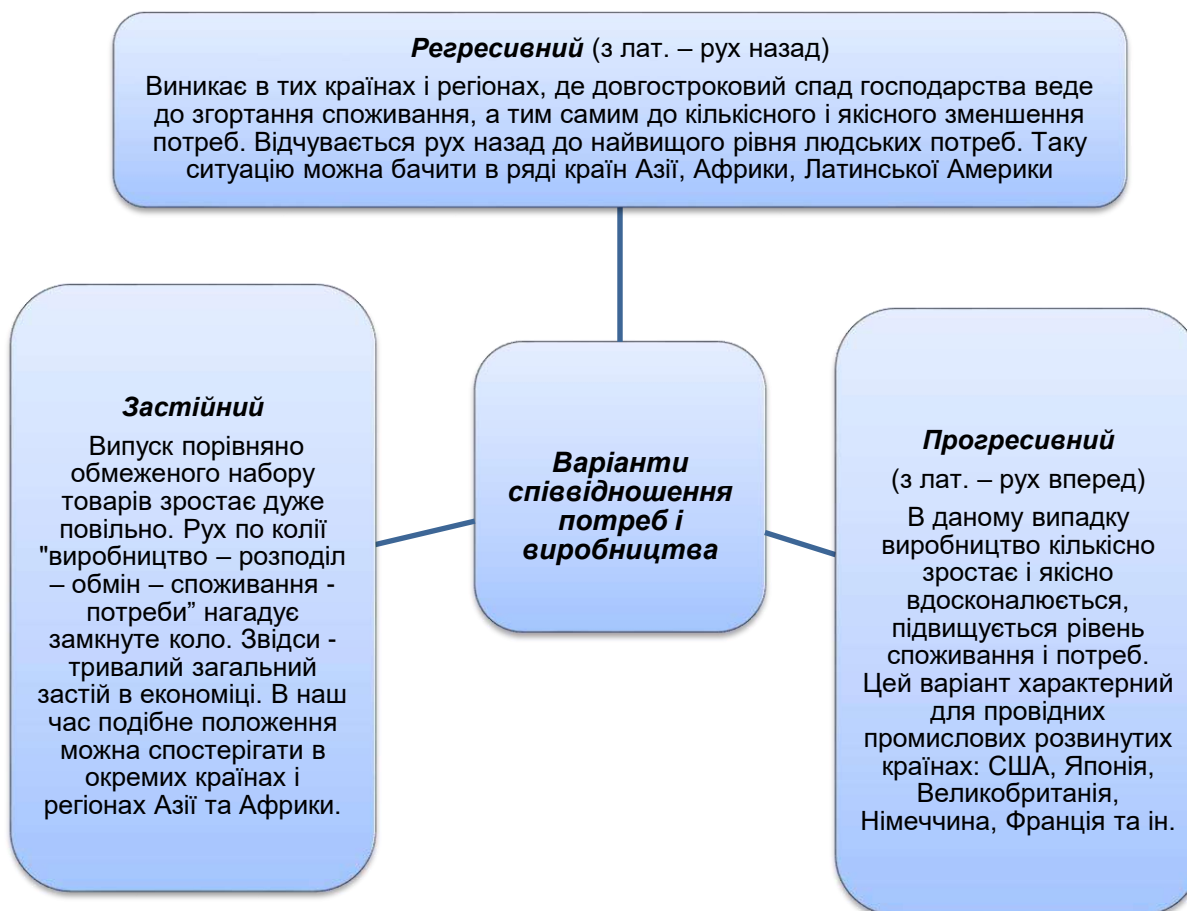 Регресивний (з лат. – рух назад)
Виникає в тих країнах і регіонах, де довгостроковий спад господарства веде
до згортання споживання, а тим самим до кількісного і якісного зменшення
потреб. Відчувається рух назад до найвищого рівня людських потреб. Таку
ситуацію можна бачити в ряді країн Азії, Африки, Латинської Америки
Застійний
Випуск порівняно
обмеженого набору
товарів зростає дуже
повільно. Рух по колії
"виробництво – розподіл
– обмін – споживання -
потреби” нагадує
замкнуте коло. Звідси -
тривалий загальний
застій в економіці. В наш
час подібне положення
можна спостерігати в
окремих країнах і
регіонах Азії та Африки.
Варіанти
співвідношення
потреб і
виробництва
Прогресивний
(з лат. – рух вперед)
В даному випадку
виробництво кількісно
зростає і якісно
вдосконалюється,
підвищується рівень
споживання і потреб.
Цей варіант характерний
для провідних
промислових розвинутих
країнах: США, Японія,
Великобританія,
Німеччина, Франція та ін.